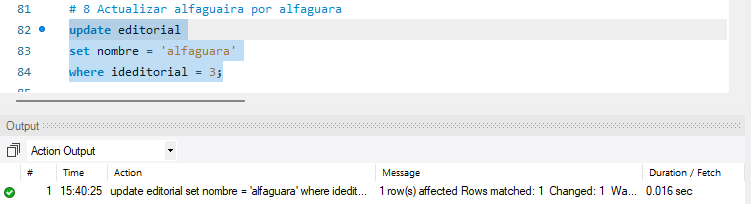 81 # 8 Actualizar alfaguaira por alfaguara
82 update editorial
83 set nombre = 'alfaguara'
84 where ideditorial = 3;
Output
Action Output
# Time Action Message Duration / Fetch
1 15:40:25 update editorial set nombre = 'alfaguara' where idedit... 1 row(s) affected Rows matched: 1 Changed: 1 Wa... 0.016 sec